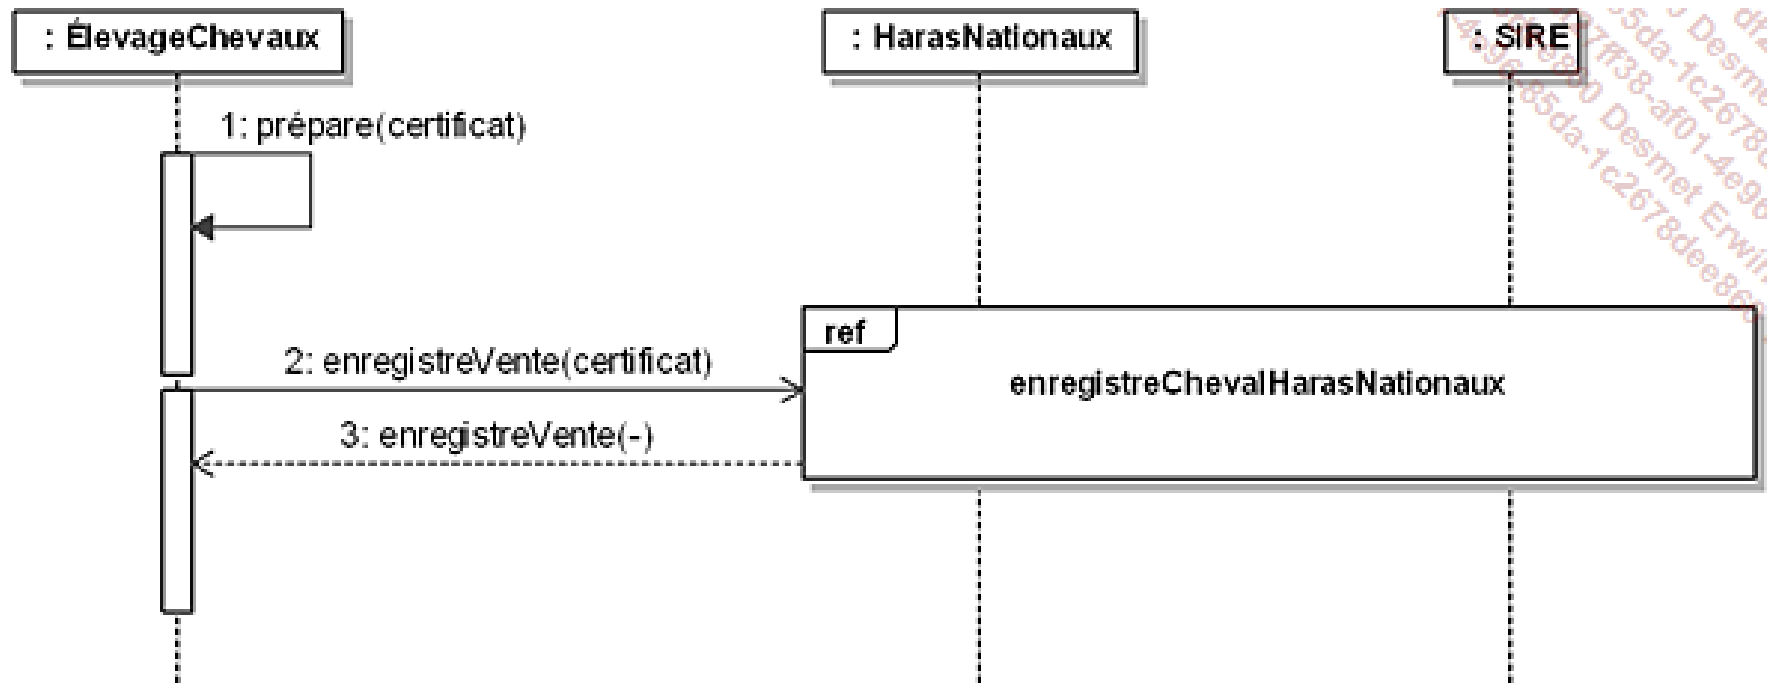 : ÉlevageChevaux
: HarasNationaux
: SIRE
1: prépare(certificat)
ref
2: enregistreVente(certificat)
enregistreChevalHarasNationaux
3: enregistreVente(-)